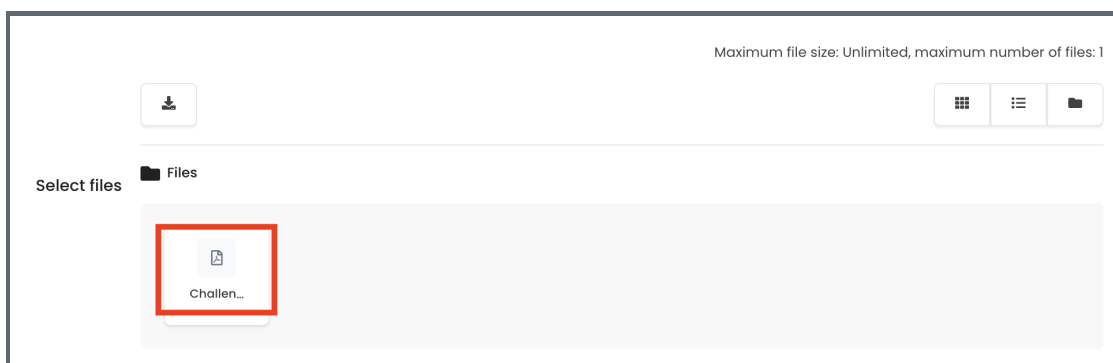 Maximum file size: Unlimited, maximum number of files: 1
Files
Select files
Challen...